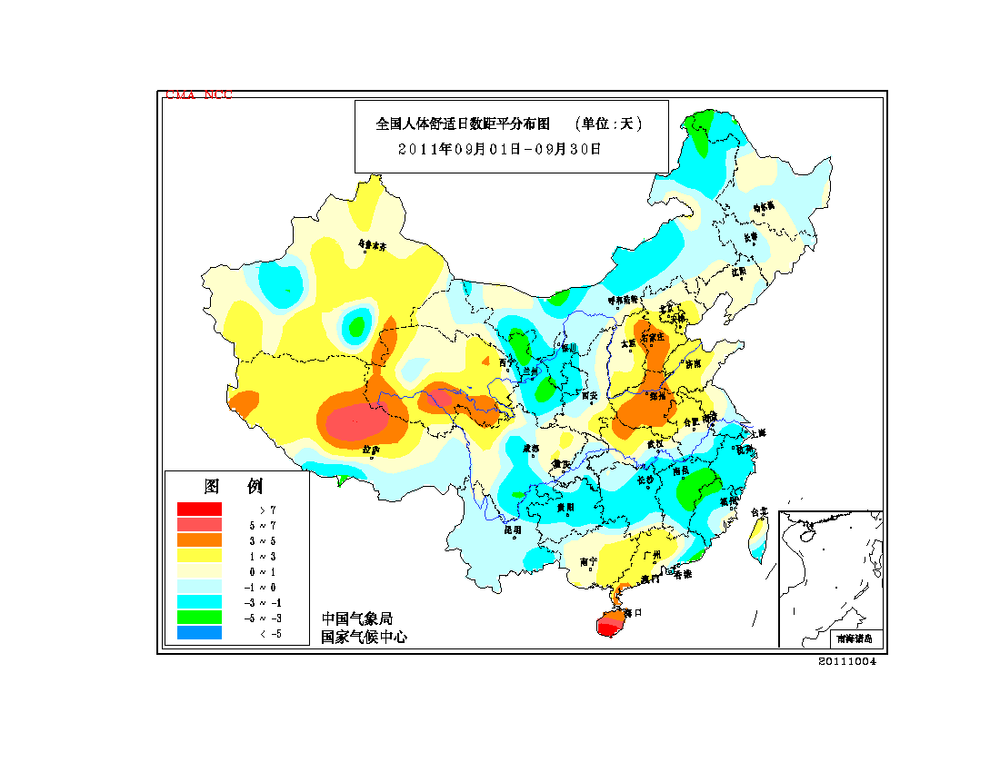 CMA NCC
全国人体舒适日数距平分布图 (单位:天)
2011年09月01日-09月30日
哈尔滨
长春
沈阳
乌鲁木齐
呼和浩特
北京
天津
石家庄
太原
银川
济南
西宁
兰州
郑州
西安
合肥 南京
上海
拉萨
成都
武汉
杭州
重庆
长沙
南昌
贵阳
福州
昆明
台北
南宁
广州
澳门
香港
海口
图 例
> 7
5 ~ 7
3 ~ 5
1 ~ 3
0 ~ 1
-1 ~ 0
-3 ~ -1
-5 ~ -3
< -5
中国气象局
国家气候中心
南海诸岛
20111004